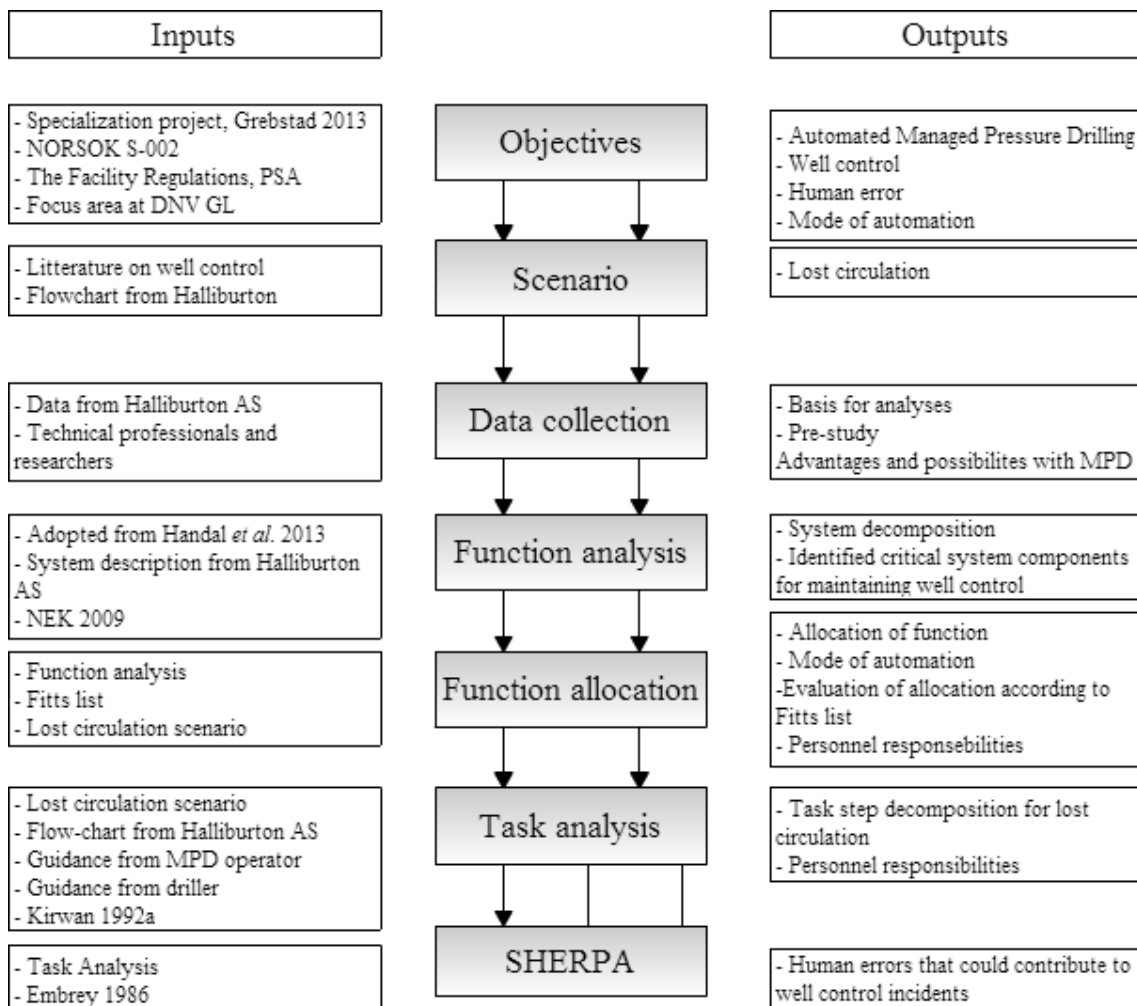 Inputs
Outputs
- Specialization project, Grebstad 2013
- NORSOK S-002
- The Facility Regulations, PSA
- Focus area at DNV GL
Objectives
- Automated Managed Pressure Drilling
- Well control
- Human error
- Mode of automation
- Litterature on well control
- Flowchart from Halliburton
Scenario
- Lost circulation
- Data from Halliburton AS
- Technical professionals and
researchers
Data collection
- Basis for analyses
- Pre-study
Advantages and possibilites with MPD
- Adopted from Handal et al. 2013
- System description from Halliburton
AS
- NEK 2009
Function analysis
- System decomposition
- Identified critical system components
for maintaining well control
- Function analysis
- Fitts list
- Lost circulation scenario
Function allocation
- Allocation of function
- Mode of automation
-Evaluation of allocation according to
Fitts list
- Personnel responsebilities
- Lost circulation scenario
- Flow-chart from Halliburton AS
- Guidance from MPD operator
- Guidance from driller
- Kirwan 1992a
Task analysis
- Task step decomposition for lost
circulation
- Personnel responsibilities
- Task Analysis
- Embrey 1986
SHERPA
- Human errors that could contribute to
well control incidents